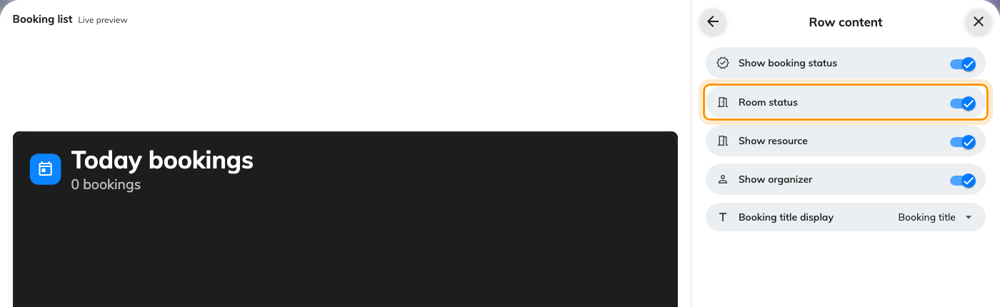 Booking list Live preview
Today bookings
0 bookings
Row content
Show booking status
Room status
Show resource
Show organizer
Booking title display Booking title